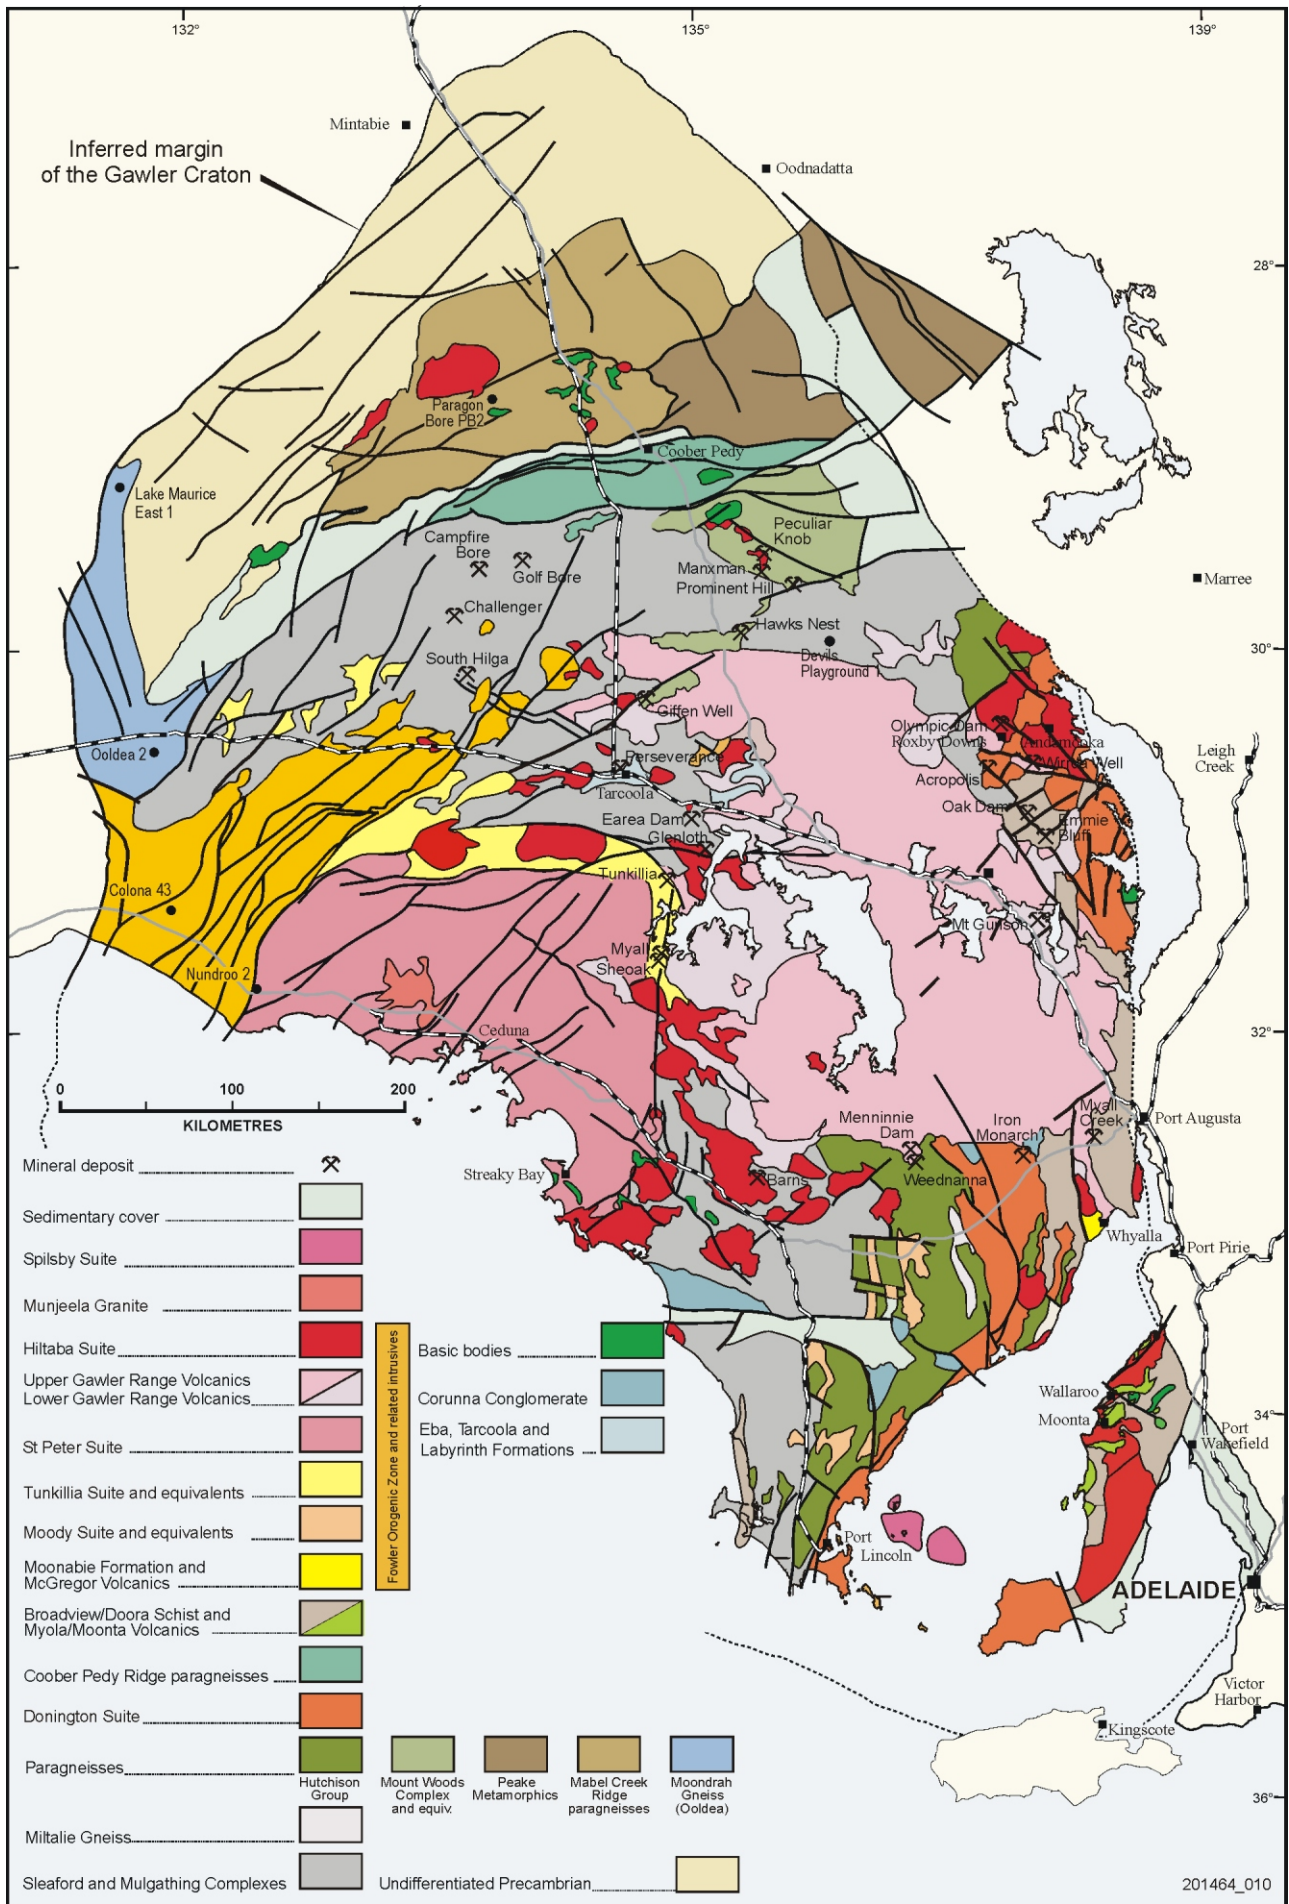 132°
135°
139°
Mintabie
Inferred margin
of the Gawler Craton
Oodnadatta
28°
Paragon
Bore PB2
Coober Pedy
Lake Maurice
East 1
Campfire
Bore
Golf Bore
Peculiar
Knob
Manxman
Prominent Hill
Marree
Challenger
Hawks Nest
Devils
Playground 1
30°
South Hilga
Giffen Well
Olympic Dam
Roxby Downs
Andamooka
Wirrda Well
Acropolis
Leigh
Creek
Ooldea 2
Perseverance
Tarcoola
Oak Dam
Emmie
Bluff
Earea Dam
Glenloth
Tunkillia
Colona 43
Mt Gunson
Myall
Sheoak
Nundroo 2
Ceduna
32°
0
100
200
KILOMETRES
Menninnie
Dam
Iron
Monarch
Myall
Creek
Port Augusta
Streaky Bay
Barns
Weednanna
Whyalla
Port Pirie
Mineral deposit
Sedimentary cover
Spilsby Suite
Munjeela Granite
Hiltaba Suite
Upper Gawler Range Volcanics
Lower Gawler Range Volcanics
St Peter Suite
Tunkillia Suite and equivalents
Moody Suite and equivalents
Moonabie Formation and
McGregor Volcanics
Broadview/Doora Schist and
Myola/Moonta Volcanics
Coober Pedy Ridge paragneisses
Donington Suite
Paragneisses
Hutchison
Group
Mount Woods
Complex
and equiv.
Peake
Metamorphics
Mabel Creek
Ridge
paragneisses
Moondrah
Gneiss
(Ooldea)
Miltalie Gneiss
Sleaford and Mulgathing Complexes
Undifferentiated Precambrian
Fowler Orogenic Zone and related intrusives
Basic bodies
Corunna Conglomerate
Eba, Tarcoola and
Labyrinth Formations
Wallaroo
Moonta
34°
Port
Wakefield
Port
Lincoln
ADELAIDE
Victor
Harbor
Kingscote
36°
201464_010